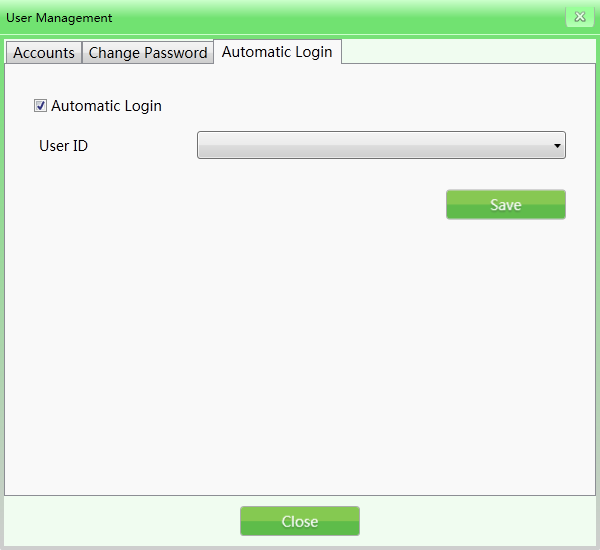 User Management
Accounts Change Password Automatic Login
Automatic Login
User ID
Save
Close